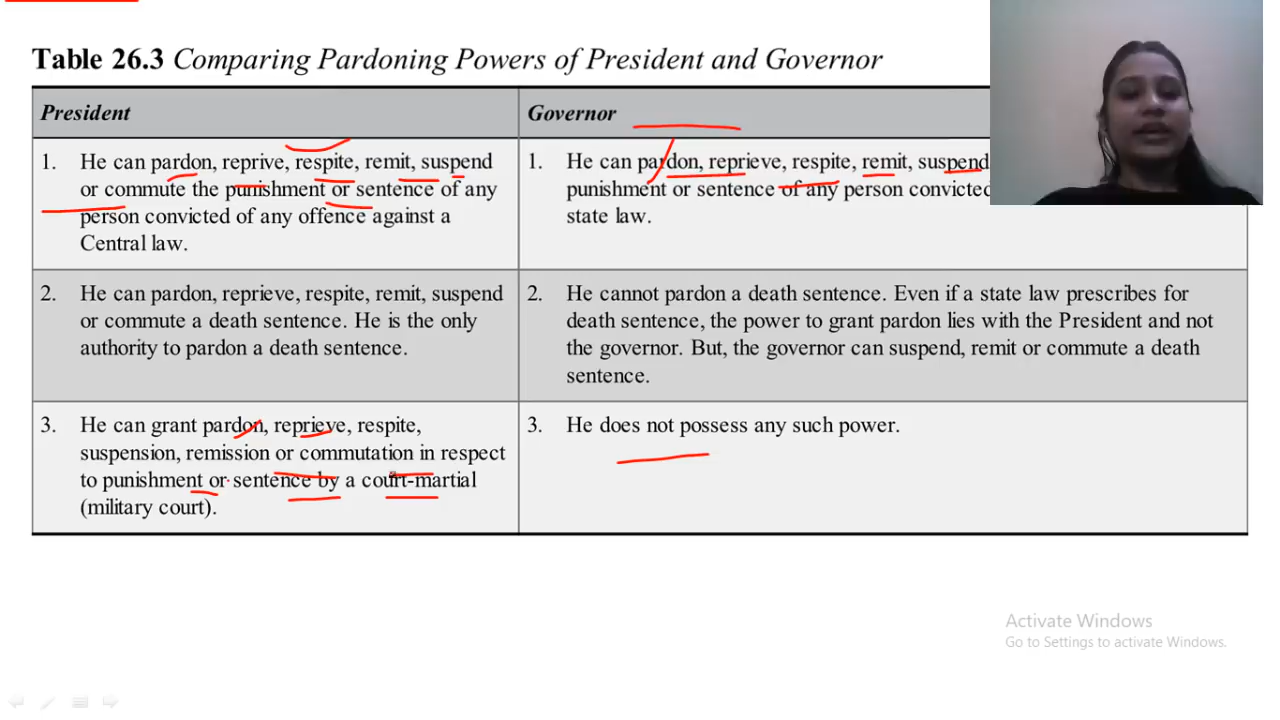 Table 26.3 Comparing Pardoning Powers of President and Governor
President
Governor
1. He can pardon, reprive, respite, remit, suspend
or commute the punishment or sentence of any
person convicted of any offence against a
Central law.
1. He can pardon, reprieve, respite, remit, suspend
punishment or sentence of any person convicted
state law.
2. He can pardon, reprieve, respite, remit, suspend
or commute a death sentence. He is the only
authority to pardon a death sentence.
2. He cannot pardon a death sentence. Even if a state law prescribes for
death sentence, the power to grant pardon lies with the President and not
the governor. But, the governor can suspend, remit or commute a death
sentence.
3. He can grant pardon, reprieve, respite,
suspension, remission or commutation in respect
to punishment or sentence by a court-martial
(military court).
3. He does not possess any such power.
Activate Windows
Go to Settings to activate Windows.